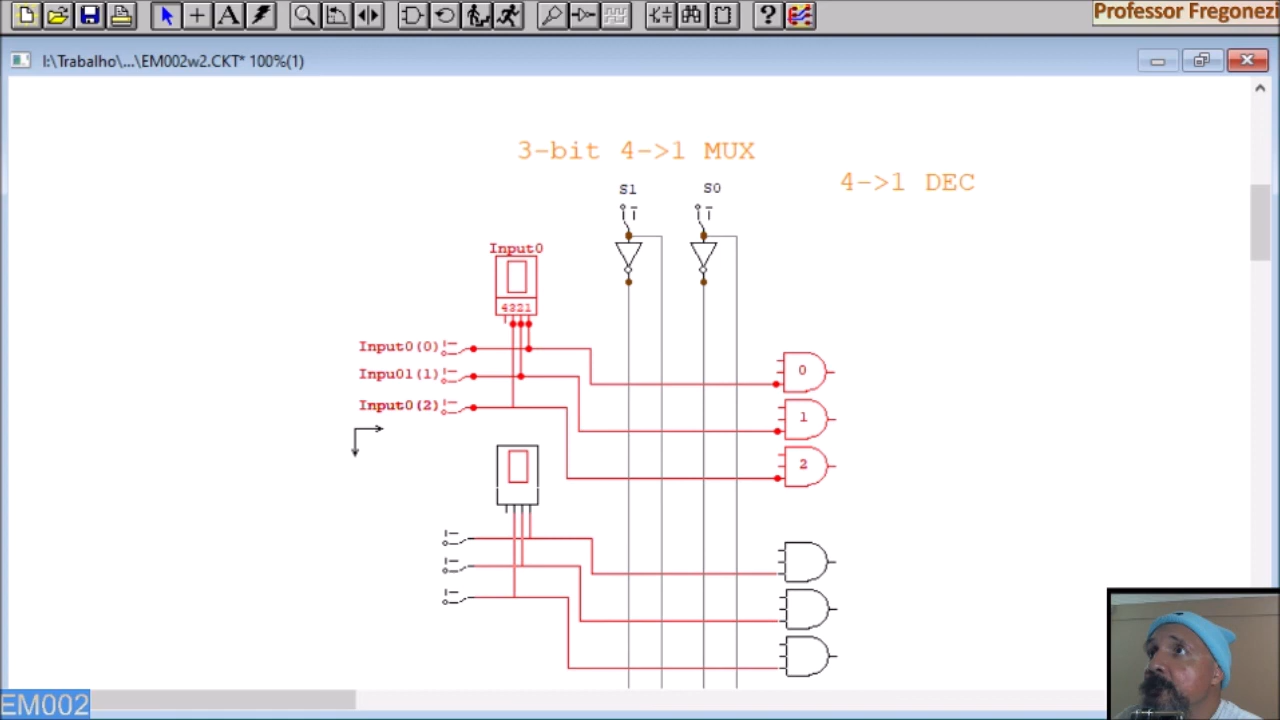 Professor Fregonezi
I:\Trabalho\...\EM002w2.CKT* 100%(1)
3-bit 4->1 MUX
4->1 DEC
S1 S0
Input0
4321
Input0(0)
Inpu01(1)
Input0(2)
0
1
2
EM002